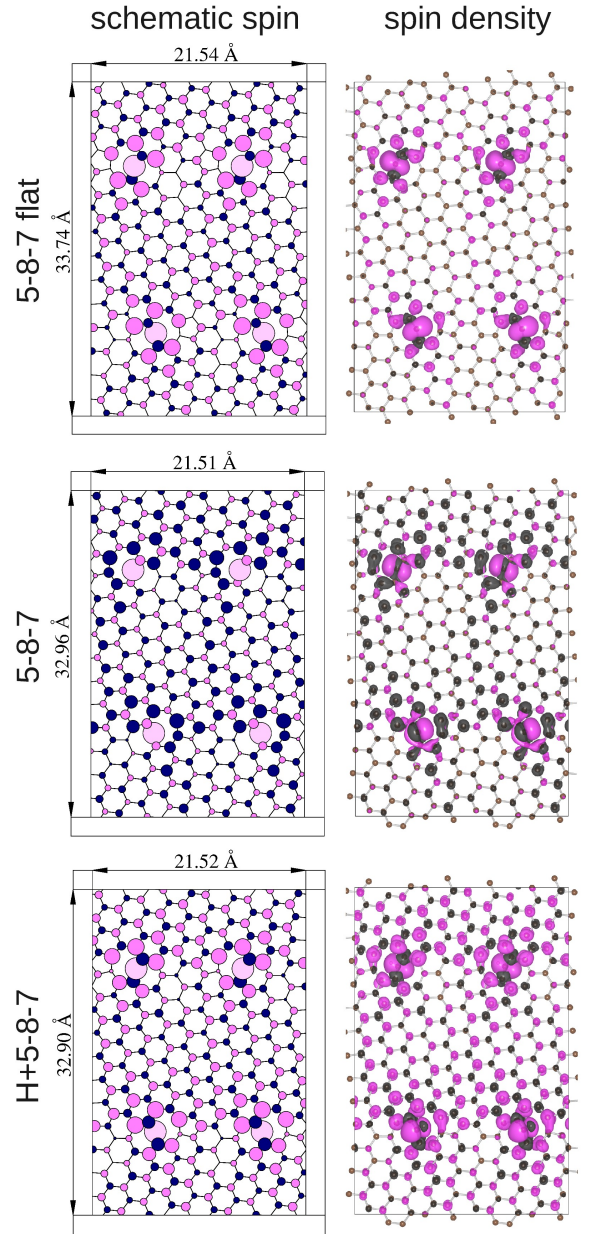 schematic spin
spin density
21.54 Å
5-8-7 flat
33.74 Å
21.51 Å
5-8-7
32.96 Å
21.52 Å
H+5-8-7
32.90 Å